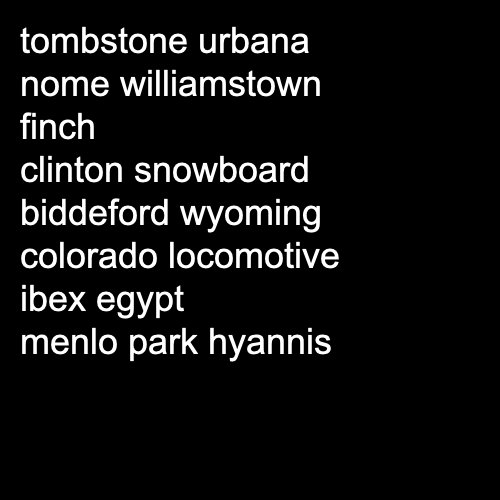 tombstone urbana
nome williamstown
finch
clinton snowboard
biddeford wyoming
colorado locomotive
ibex egypt
menlo park hyannis